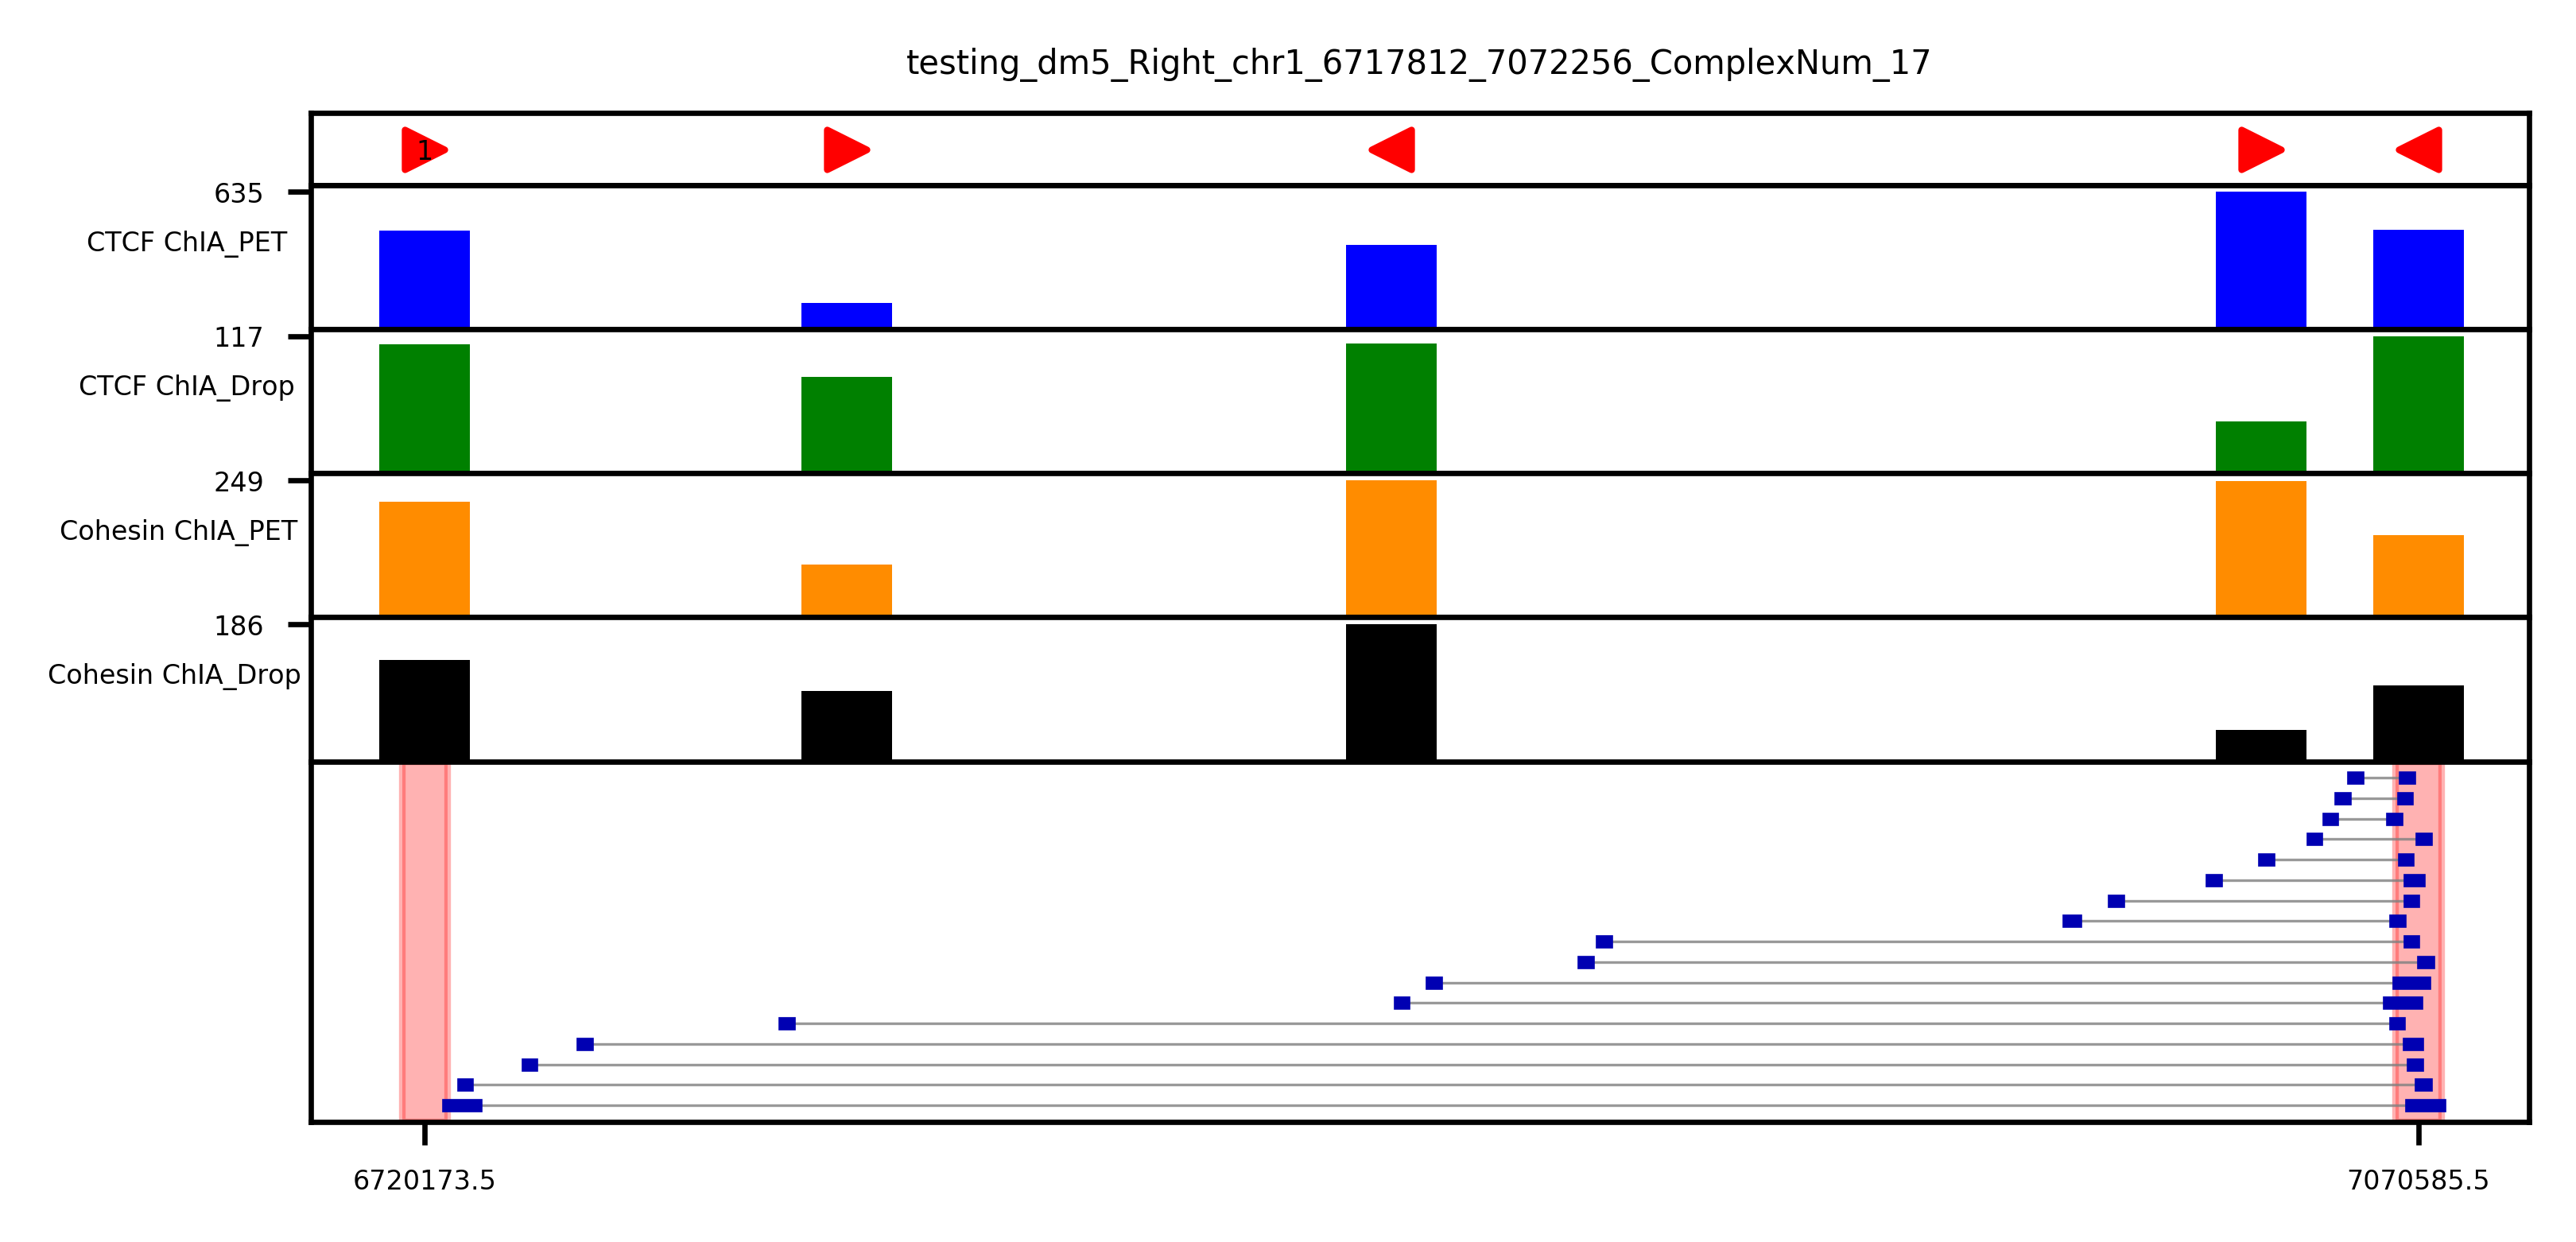 testing_dm5_Right_chr1_6717812_7072256_ComplexNum_17
1
635
CTCF ChIA_PET
117
CTCF ChIA_Drop
249
Cohesin ChIA_PET
186
Cohesin ChIA_Drop
6720173.5 7070585.5